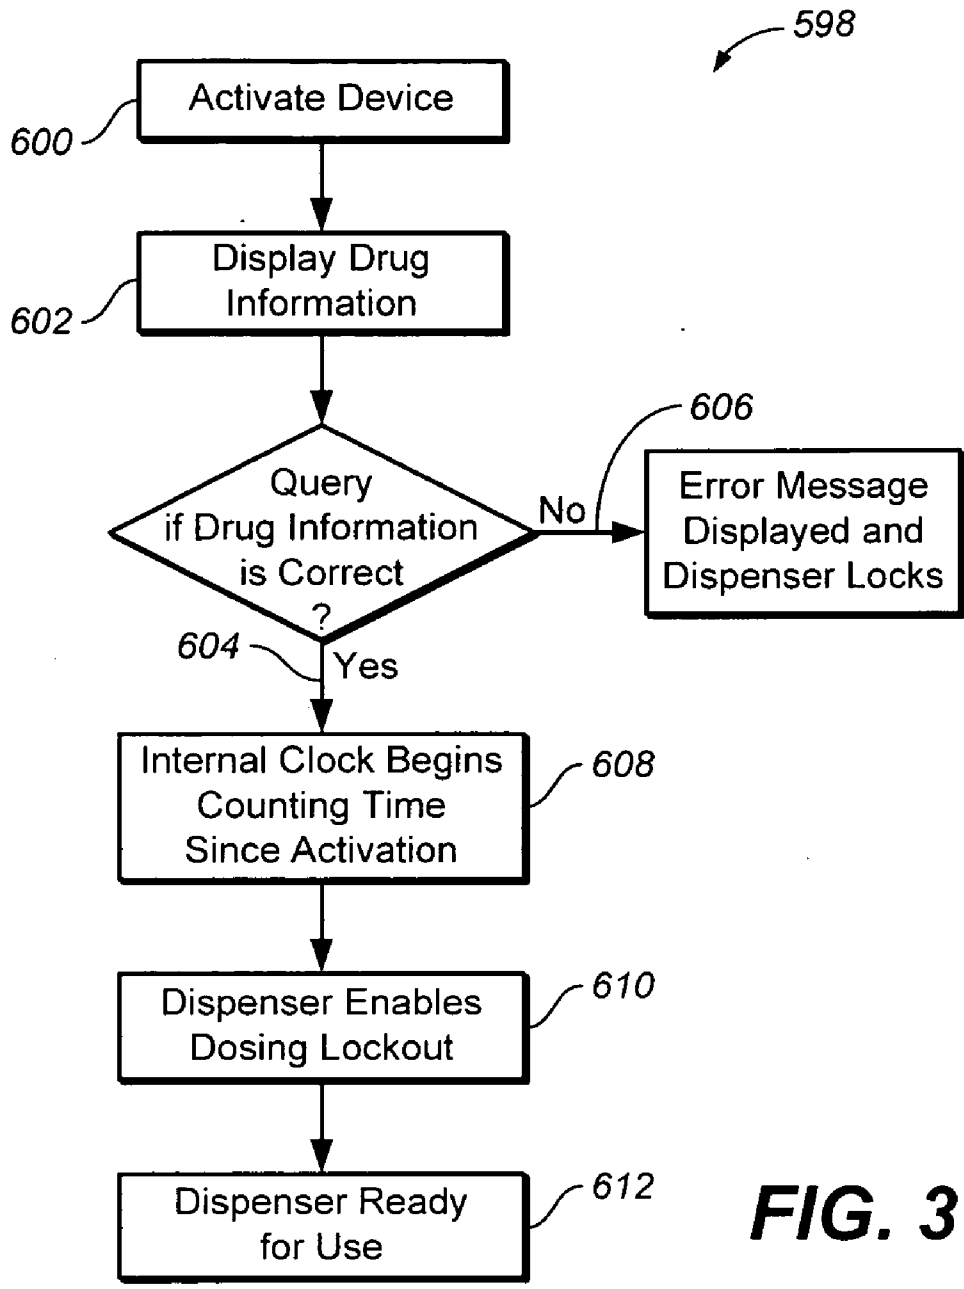 598
Activate Device
600
Display Drug
Information
602
606
Query
if Drug Information
is Correct
?
No
Error Message
Displayed and
Dispenser Locks
604
Yes
Internal Clock Begins
Counting Time
Since Activation
608
Dispenser Enables
Dosing Lockout
610
Dispenser Ready
for Use
612
FIG. 3